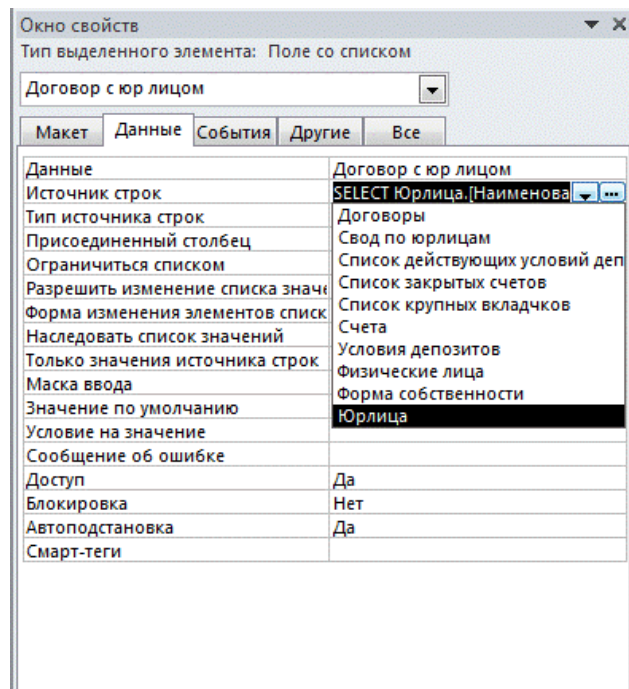 Окно свойств
Тип выделенного элемента: Поле со списком
Договор с юр лицом
Макет Данные События Другие Все
Данные Договор с юр лицом
Источник строк SELECT Юрлица.[Наименова
Тип источника строк Договоры
Присоединенный столбец Свод по юрлицам
Ограничиться списком Список действующих условий деп
Разрешить изменение списка значе Список закрытых счетов
Форма изменения элементов списк Список крупных вкладчков
Наследовать список значений Счета
Только значения источника строк Условия депозитов
Маска ввода Физические лица
Значение по умолчанию Форма собственности
Условие на значение Юрлица
Сообщение об ошибке
Доступ Да
Блокировка Нет
Автоподстановка Да
Смарт-теги